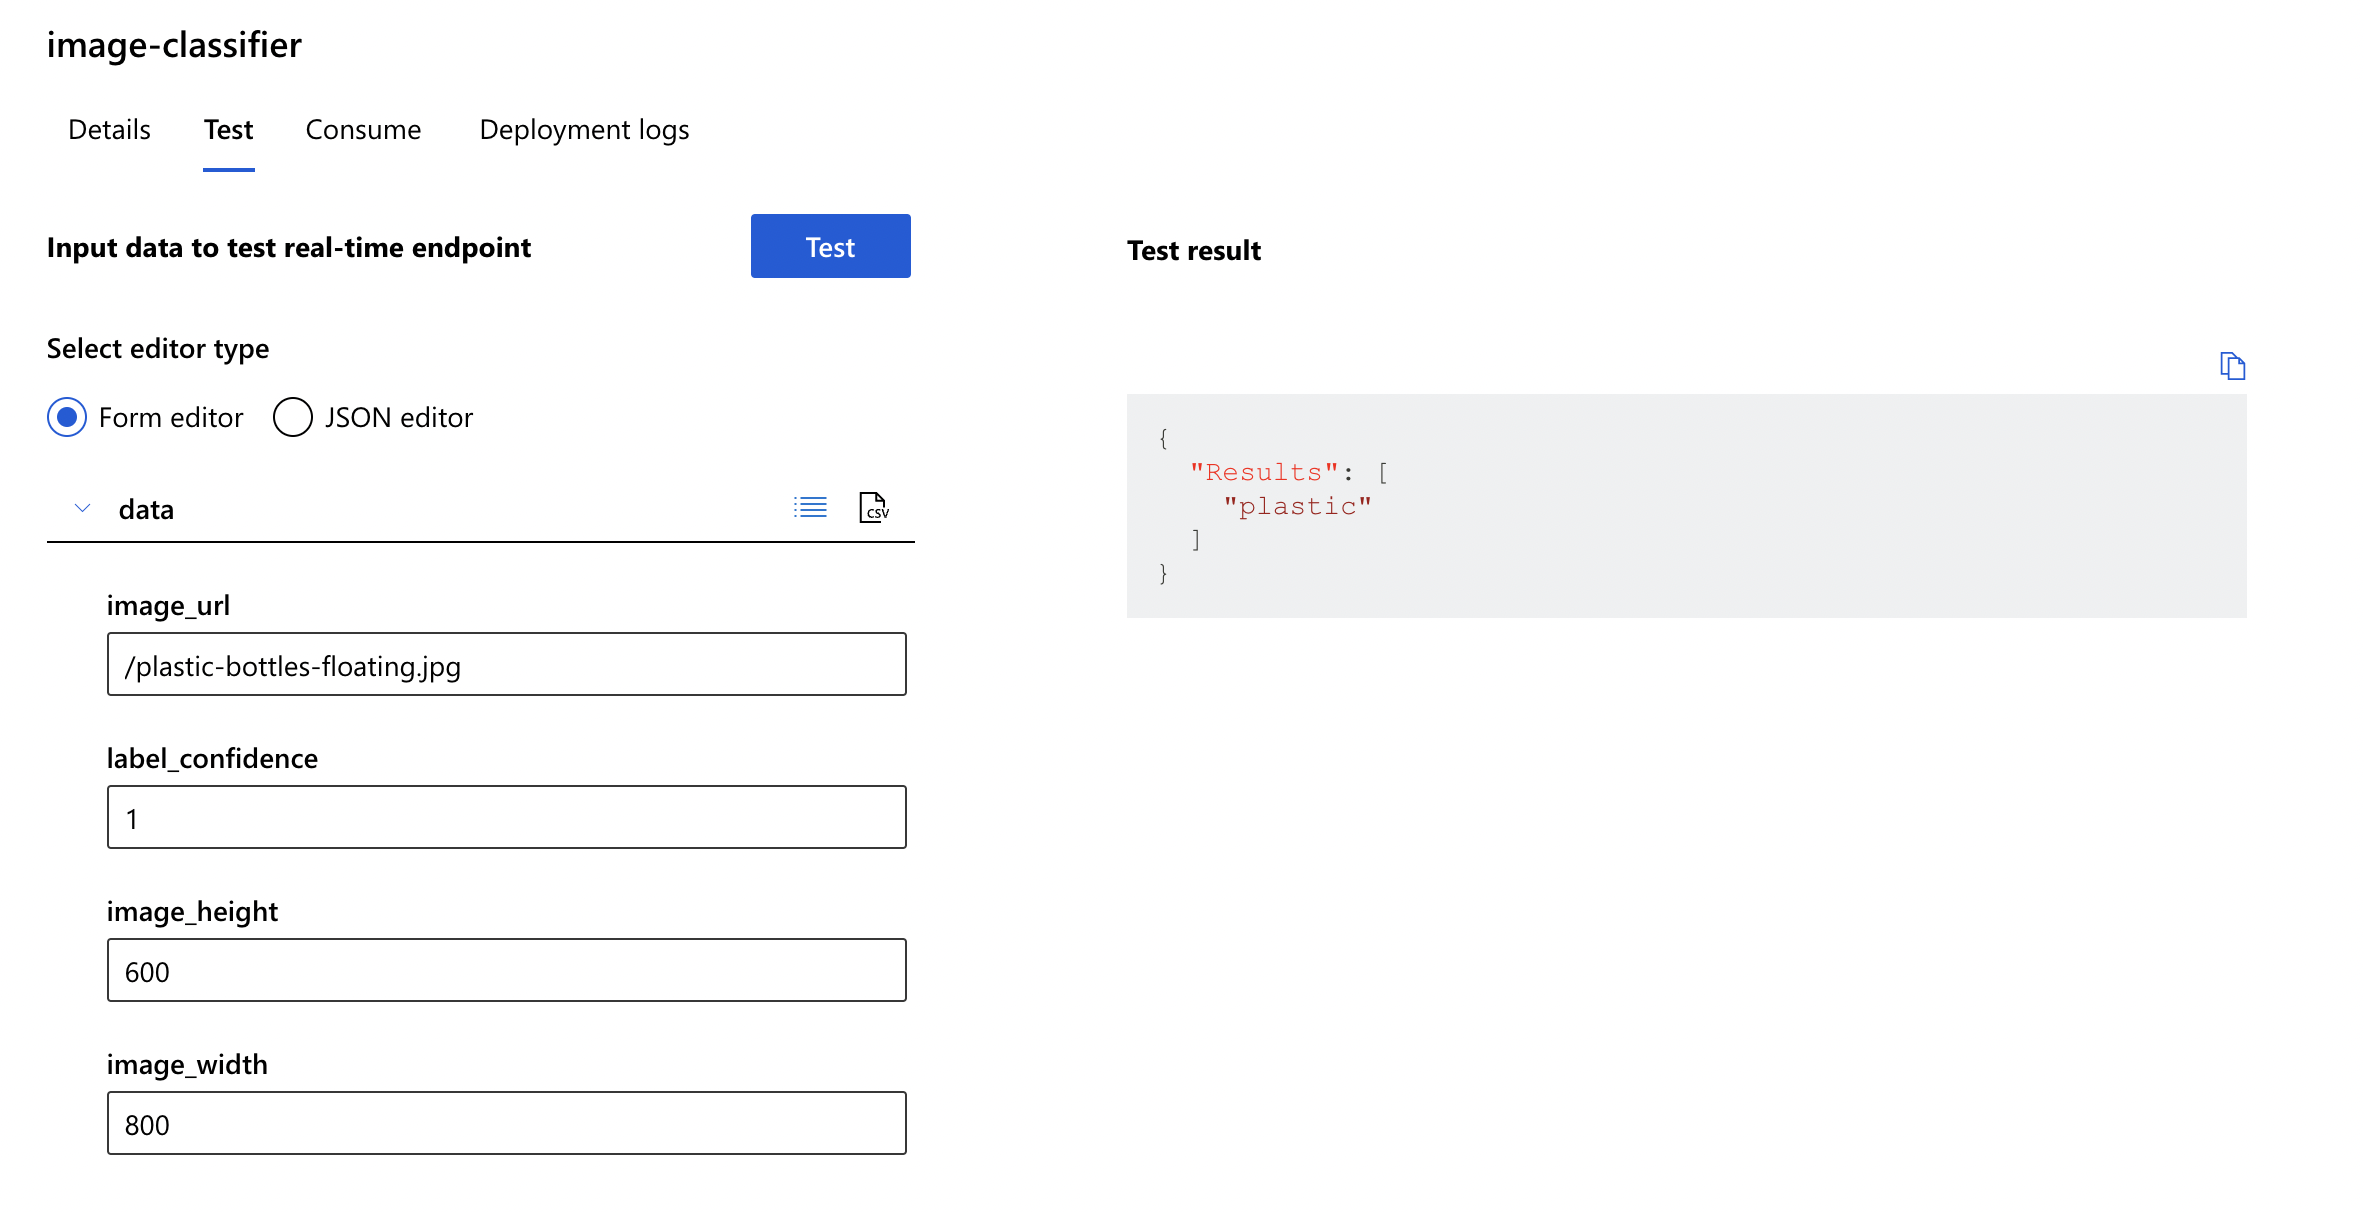 image-classifier
Details Test Consume Deployment logs
Input data to test real-time endpoint
Test
Select editor type
Form editor JSON editor
data
CSV
image_url
/plastic-bottles-floating.jpg
label_confidence
1
image_height
600
image_width
800
Test result
{
"Results": [
"plastic"
]
}